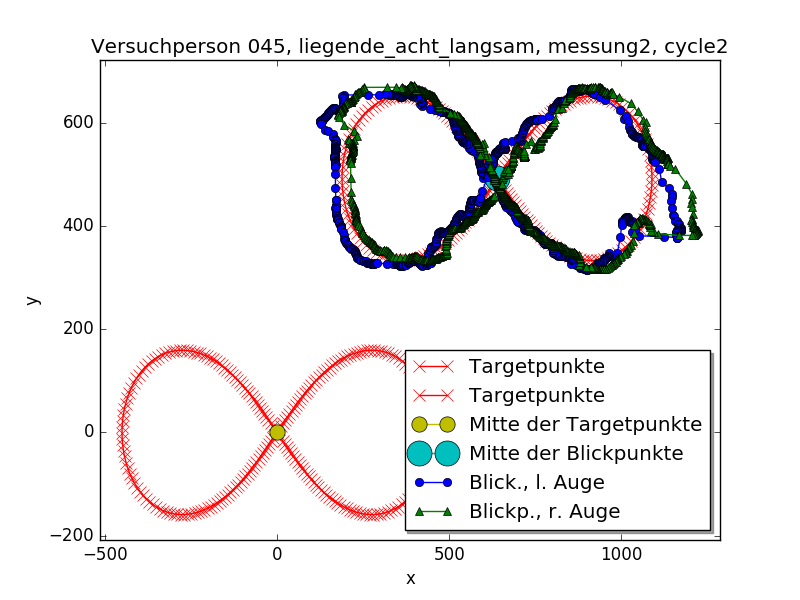 Versuchperson 045, liegende_acht_langsam, messung2, cycle2
600
400
200
0
−200
y
−500
0
500
1000
x
Targetpunkte
Targetpunkte
Mitte der Targetpunkte
Mitte der Blickpunkte
Blick., l. Auge
Blickp., r. Auge